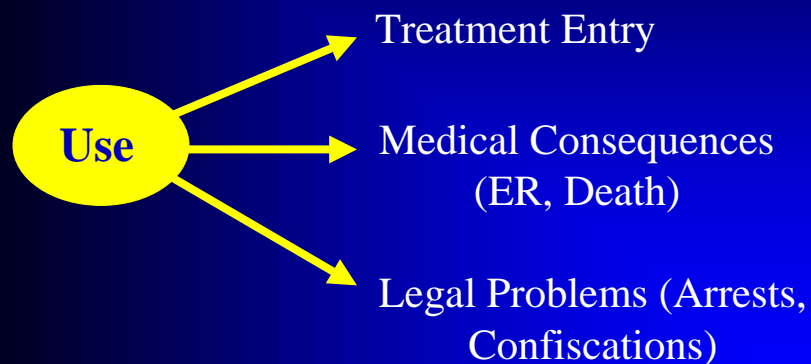 Treatment Entry
Use
Medical Consequences
(ER, Death)
Legal Problems (Arrests,
Confiscations)